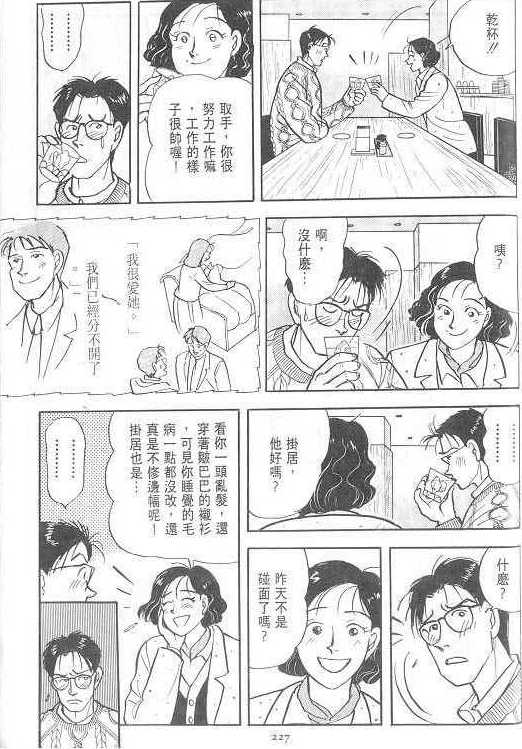 乾杯!!
取手，你很
努力工作嘛
，工作的樣
子很帥喔！
…………
咦？
啊，
沒什麼…
「我很愛她。」
我們已經分不開了
。」
掛居，
他好嗎？
看你一頭亂髮，還
穿著皺巴巴的襯衫
，可見你睡覺的毛
病一點都沒改，還
真是不修邊幅呢！
掛居也是…
…………
什麼？
昨天不是
碰面了嗎？
227